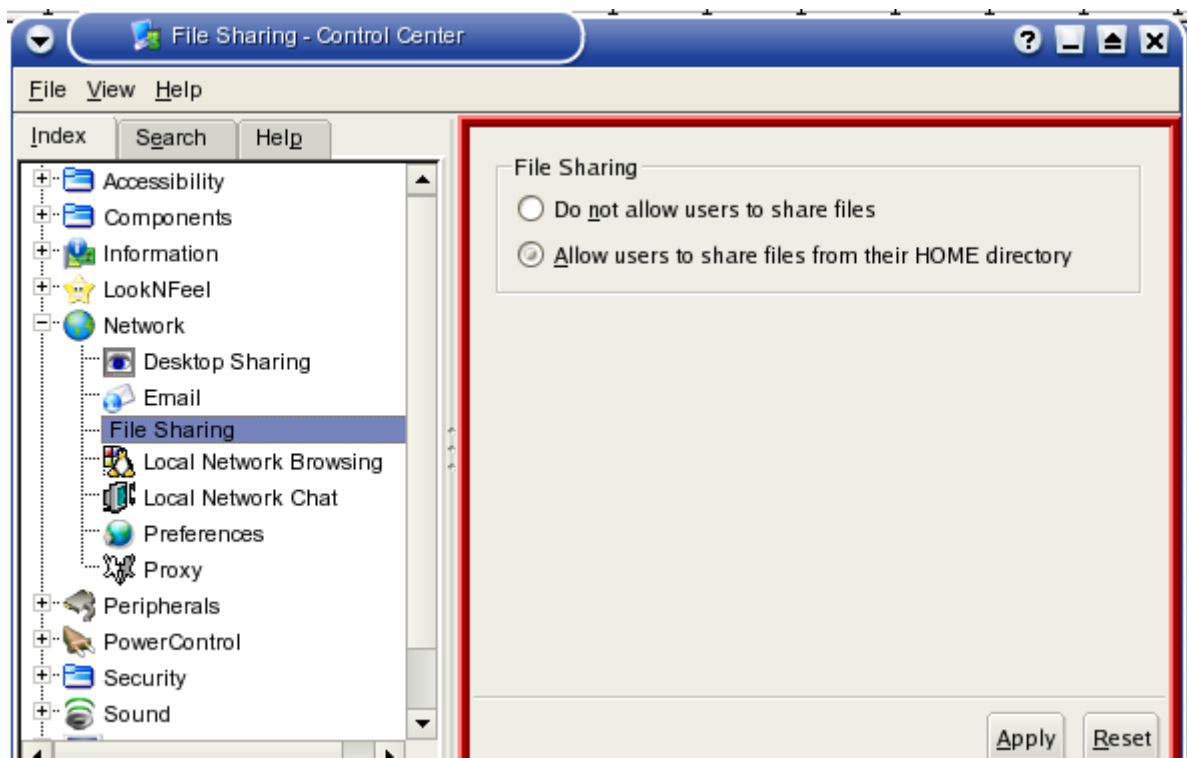 File Sharing - Control Center
File View Help
Index Search Help
Accessibility
Components
Information
LookNFeel
Network
Desktop Sharing
Email
File Sharing
Local Network Browsing
Local Network Chat
Preferences
Proxy
Peripherals
PowerControl
Security
Sound
File Sharing
Do not allow users to share files
Allow users to share files from their HOME directory
Apply Reset